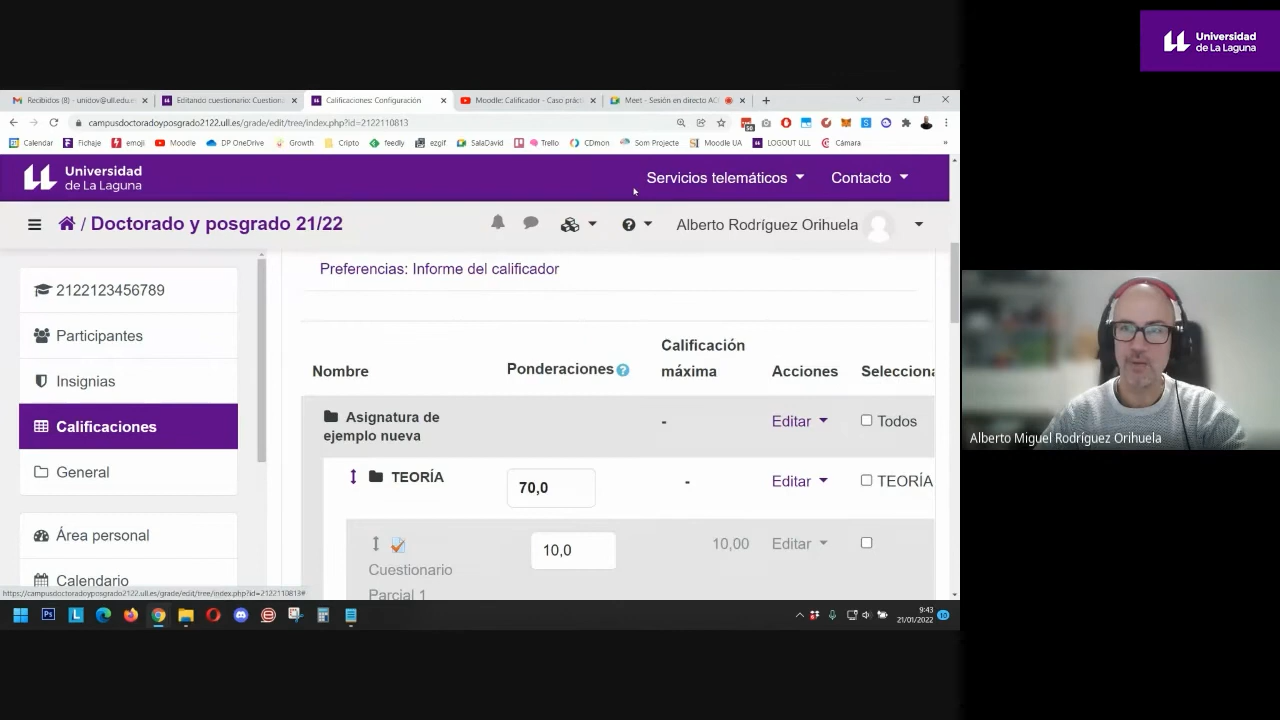 Universidad
de La Laguna
Recibidos (8) - unidov@ull.edu.es
Editando cuestionario: Cuestion
Calificaciones: Configuración
Moodle: Calificador - Caso prácti
Meet - Sesión en directo AC
campusdoctoradoyposgrado2122.ull.es/grade/edit/tree/index.php?id=2122110813
Calendar
Fichaje
emoji
Moodle
DP OneDrive
Growth
Cripto
feedly
ezgif
SalaDavid
Trello
CDmon
Som Projecte
Moodle UA
LOGOUT ULL
Cámara
Universidad
de La Laguna
Servicios telemáticos
Contacto
/ Doctorado y posgrado 21/22
Alberto Rodríguez Orihuela
2122123456789
Participantes
Insignias
Calificaciones
General
Área personal
Calendario
Preferencias: Informe del calificador
Nombre
Ponderaciones
Calificación
máxima
Acciones
Selecciona
Asignatura de
ejemplo nueva
-
Editar
Todos
TEORÍA
70,0
-
Editar
TEORÍA
Cuestionario
Parcial 1
10,0
10,00
Editar
https://campusdoctoradoyposgrado2122.ull.es/grade/edit/tree/index.php?id=2122110813#
9:43
21/01/2022
Alberto Miguel Rodríguez Orihuela